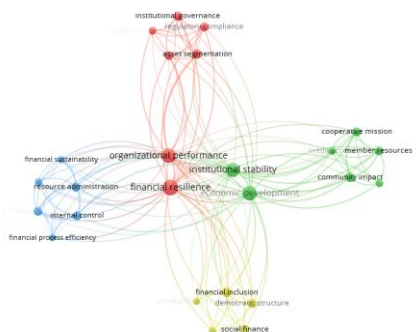 institutional governance
regulatory compliance
asset segmentation
cooperative mission
organizational performance
member resources
financial sustainability
institutional stability
community impact
resource administration
financial resilience
economic development
internal control
financial process efficiency
financial inclusion
democratic structure
social finance